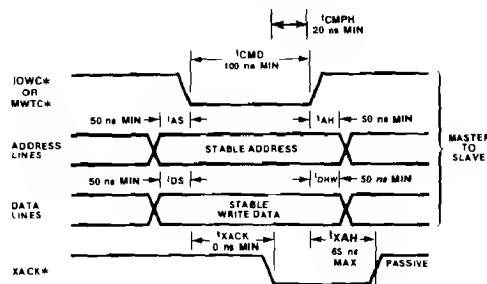 tCMPH
20 ns MIN
tCMD
100 ns MIN
IOWC*
OR
MWTC*
50 ns MIN tAS tAH 50 ns MIN
ADDRESS
LINES
STABLE ADDRESS
MASTER
TO
SLAVE
50 ns MIN tDS tDHW 50 ns MIN
DATA
LINES
STABLE
WRITE DATA
tXACK
0 ns MIN
tXAH
65 ns
MAX
XACK*
PASSIVE